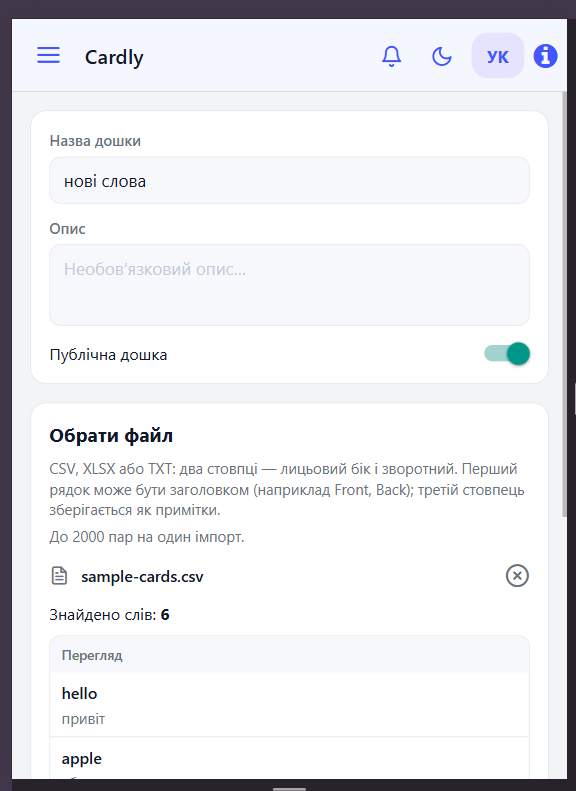 Cardly
УК
Назва дошки
нові слова
Опис
Необов'язковий опис...
Публічна дошка
Обрати файл
CSV, XLSX або TXT: два стовпці — лицьовий бік і зворотний. Перший
рядок може бути заголовком (наприклад Front, Back); третій стовпець
зберігається як примітки.
До 2000 пар на один імпорт.
sample-cards.csv
Знайдено слів: 6
Перегляд
hello
привіт
apple